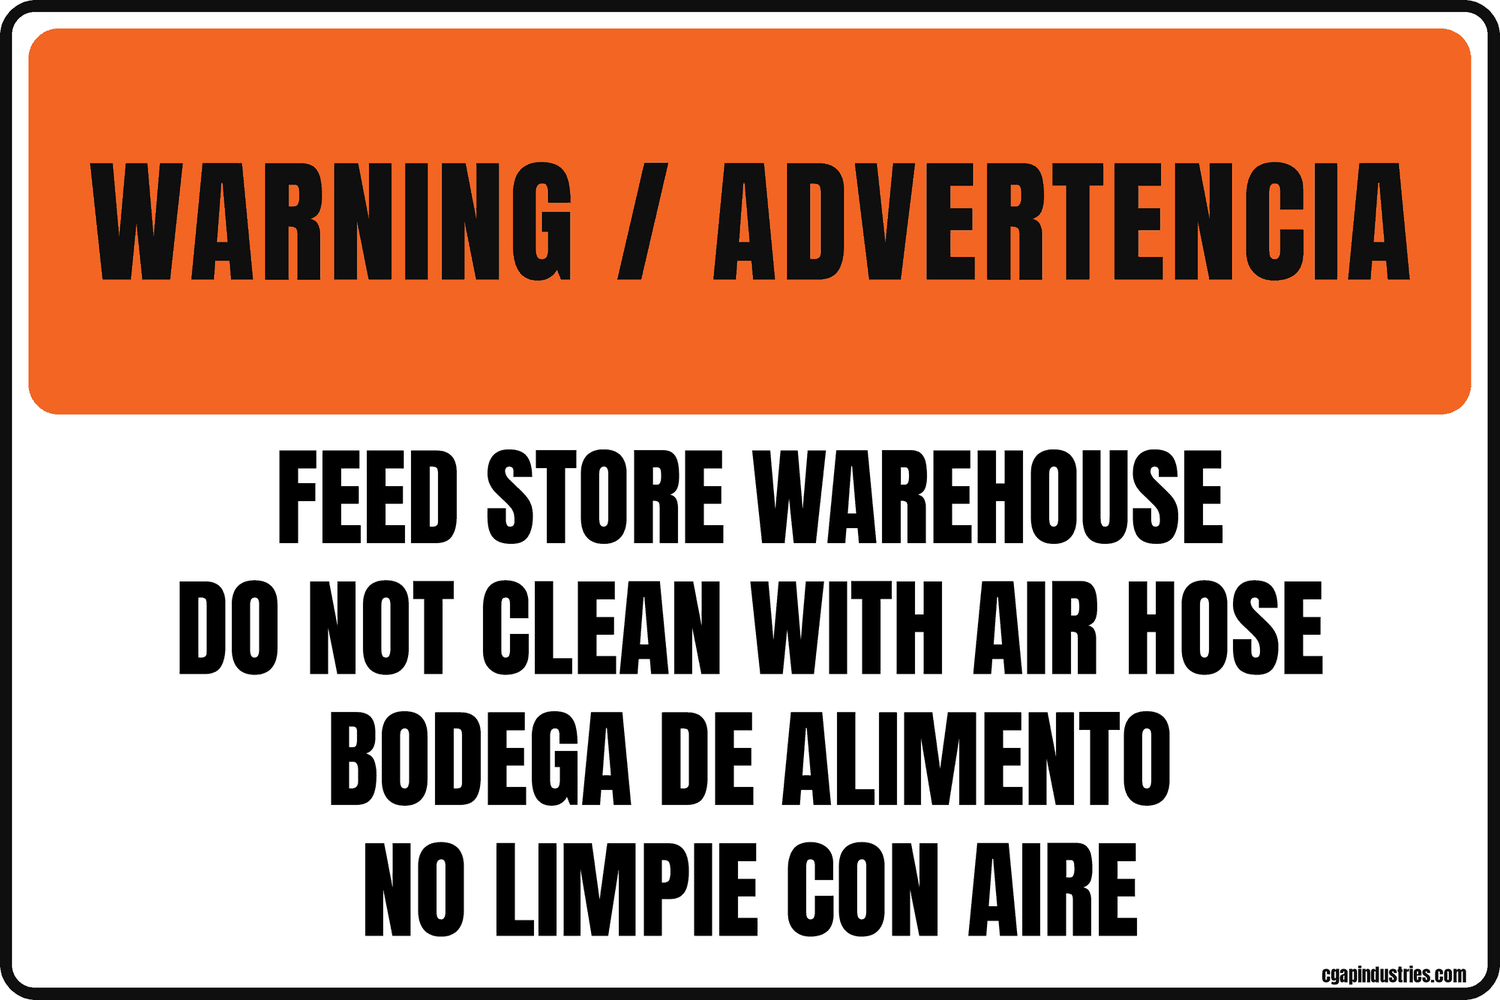 WARNING / ADVERTENCIA
FEED STORE WAREHOUSE
DO NOT CLEAN WITH AIR HOSE
BODEGA DE ALIMENTO
NO LIMPIE CON AIRE
cgapindustries.com